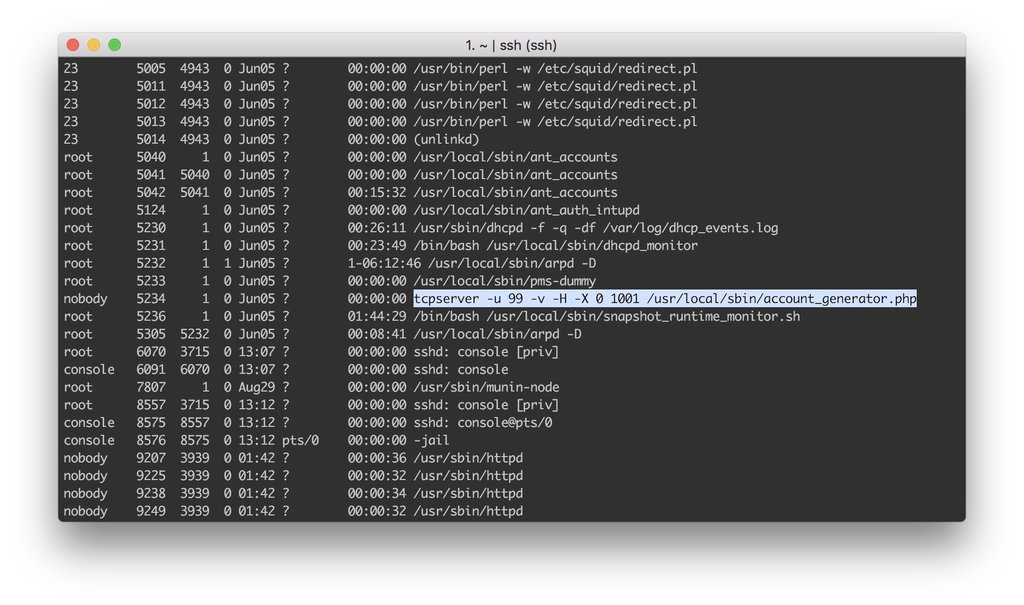 1. ~ | ssh (ssh)
23 5005 4943 0 Jun05 ? 00:00:00 /usr/bin/perl -w /etc/squid/redirect.pl
23 5011 4943 0 Jun05 ? 00:00:00 /usr/bin/perl -w /etc/squid/redirect.pl
23 5012 4943 0 Jun05 ? 00:00:00 /usr/bin/perl -w /etc/squid/redirect.pl
23 5013 4943 0 Jun05 ? 00:00:00 /usr/bin/perl -w /etc/squid/redirect.pl
23 5014 4943 0 Jun05 ? 00:00:00 (unlinkd)
root 5040 1 0 Jun05 ? 00:00:00 /usr/local/sbin/ant_accounts
root 5041 5040 0 Jun05 ? 00:00:00 /usr/local/sbin/ant_accounts
root 5042 5041 0 Jun05 ? 00:15:32 /usr/local/sbin/ant_accounts
root 5124 1 0 Jun05 ? 00:00:00 /usr/local/sbin/ant_auth_intupd
root 5230 1 0 Jun05 ? 00:26:11 /usr/sbin/dhcpd -f -q -df /var/log/dhcp_events.log
root 5231 1 0 Jun05 ? 00:23:49 /bin/bash /usr/local/sbin/dhcpd_monitor
root 5232 1 1 Jun05 ? 1-06:12:46 /usr/local/sbin/arpd -D
root 5233 1 0 Jun05 ? 00:00:00 /usr/local/sbin/pms-dummy
nobody 5234 1 0 Jun05 ? 00:00:00 tcpserver -u 99 -v -H -X 0 1001 /usr/local/sbin/account_generator.php
root 5236 1 0 Jun05 ? 01:44:29 /bin/bash /usr/local/sbin/snapshot_runtime_monitor.sh
root 5305 5232 0 Jun05 ? 00:08:41 /usr/local/sbin/arpd -D
root 6070 3715 0 13:07 ? 00:00:00 sshd: console [priv]
console 6091 6070 0 13:07 ? 00:00:00 sshd: console
root 7807 1 0 Aug29 ? 00:00:00 /usr/sbin/munin-node
root 8557 3715 0 13:12 ? 00:00:00 sshd: console [priv]
console 8575 8557 0 13:12 ? 00:00:00 sshd: console@pts/0
console 8576 8575 0 13:12 pts/0 00:00:00 -jail
nobody 9207 3939 0 01:42 ? 00:00:36 /usr/sbin/httpd
nobody 9225 3939 0 01:42 ? 00:00:32 /usr/sbin/httpd
nobody 9238 3939 0 01:42 ? 00:00:34 /usr/sbin/httpd
nobody 9249 3939 0 01:42 ? 00:00:32 /usr/sbin/httpd